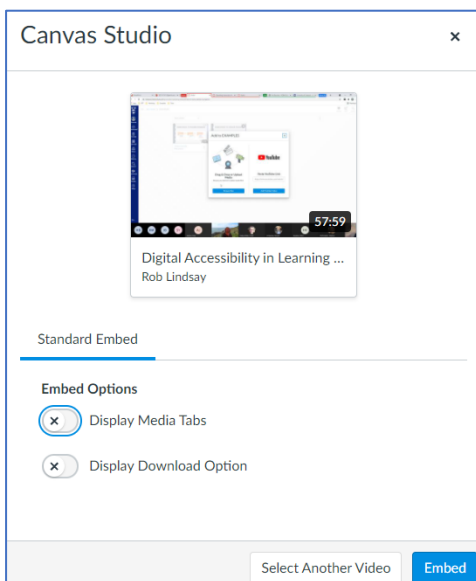 Canvas Studio
YouTube
57:59
Digital Accessibility in Learning ...
Rob Lindsay
Standard Embed
Embed Options
Display Media Tabs
Display Download Option
Select Another Video
Embed